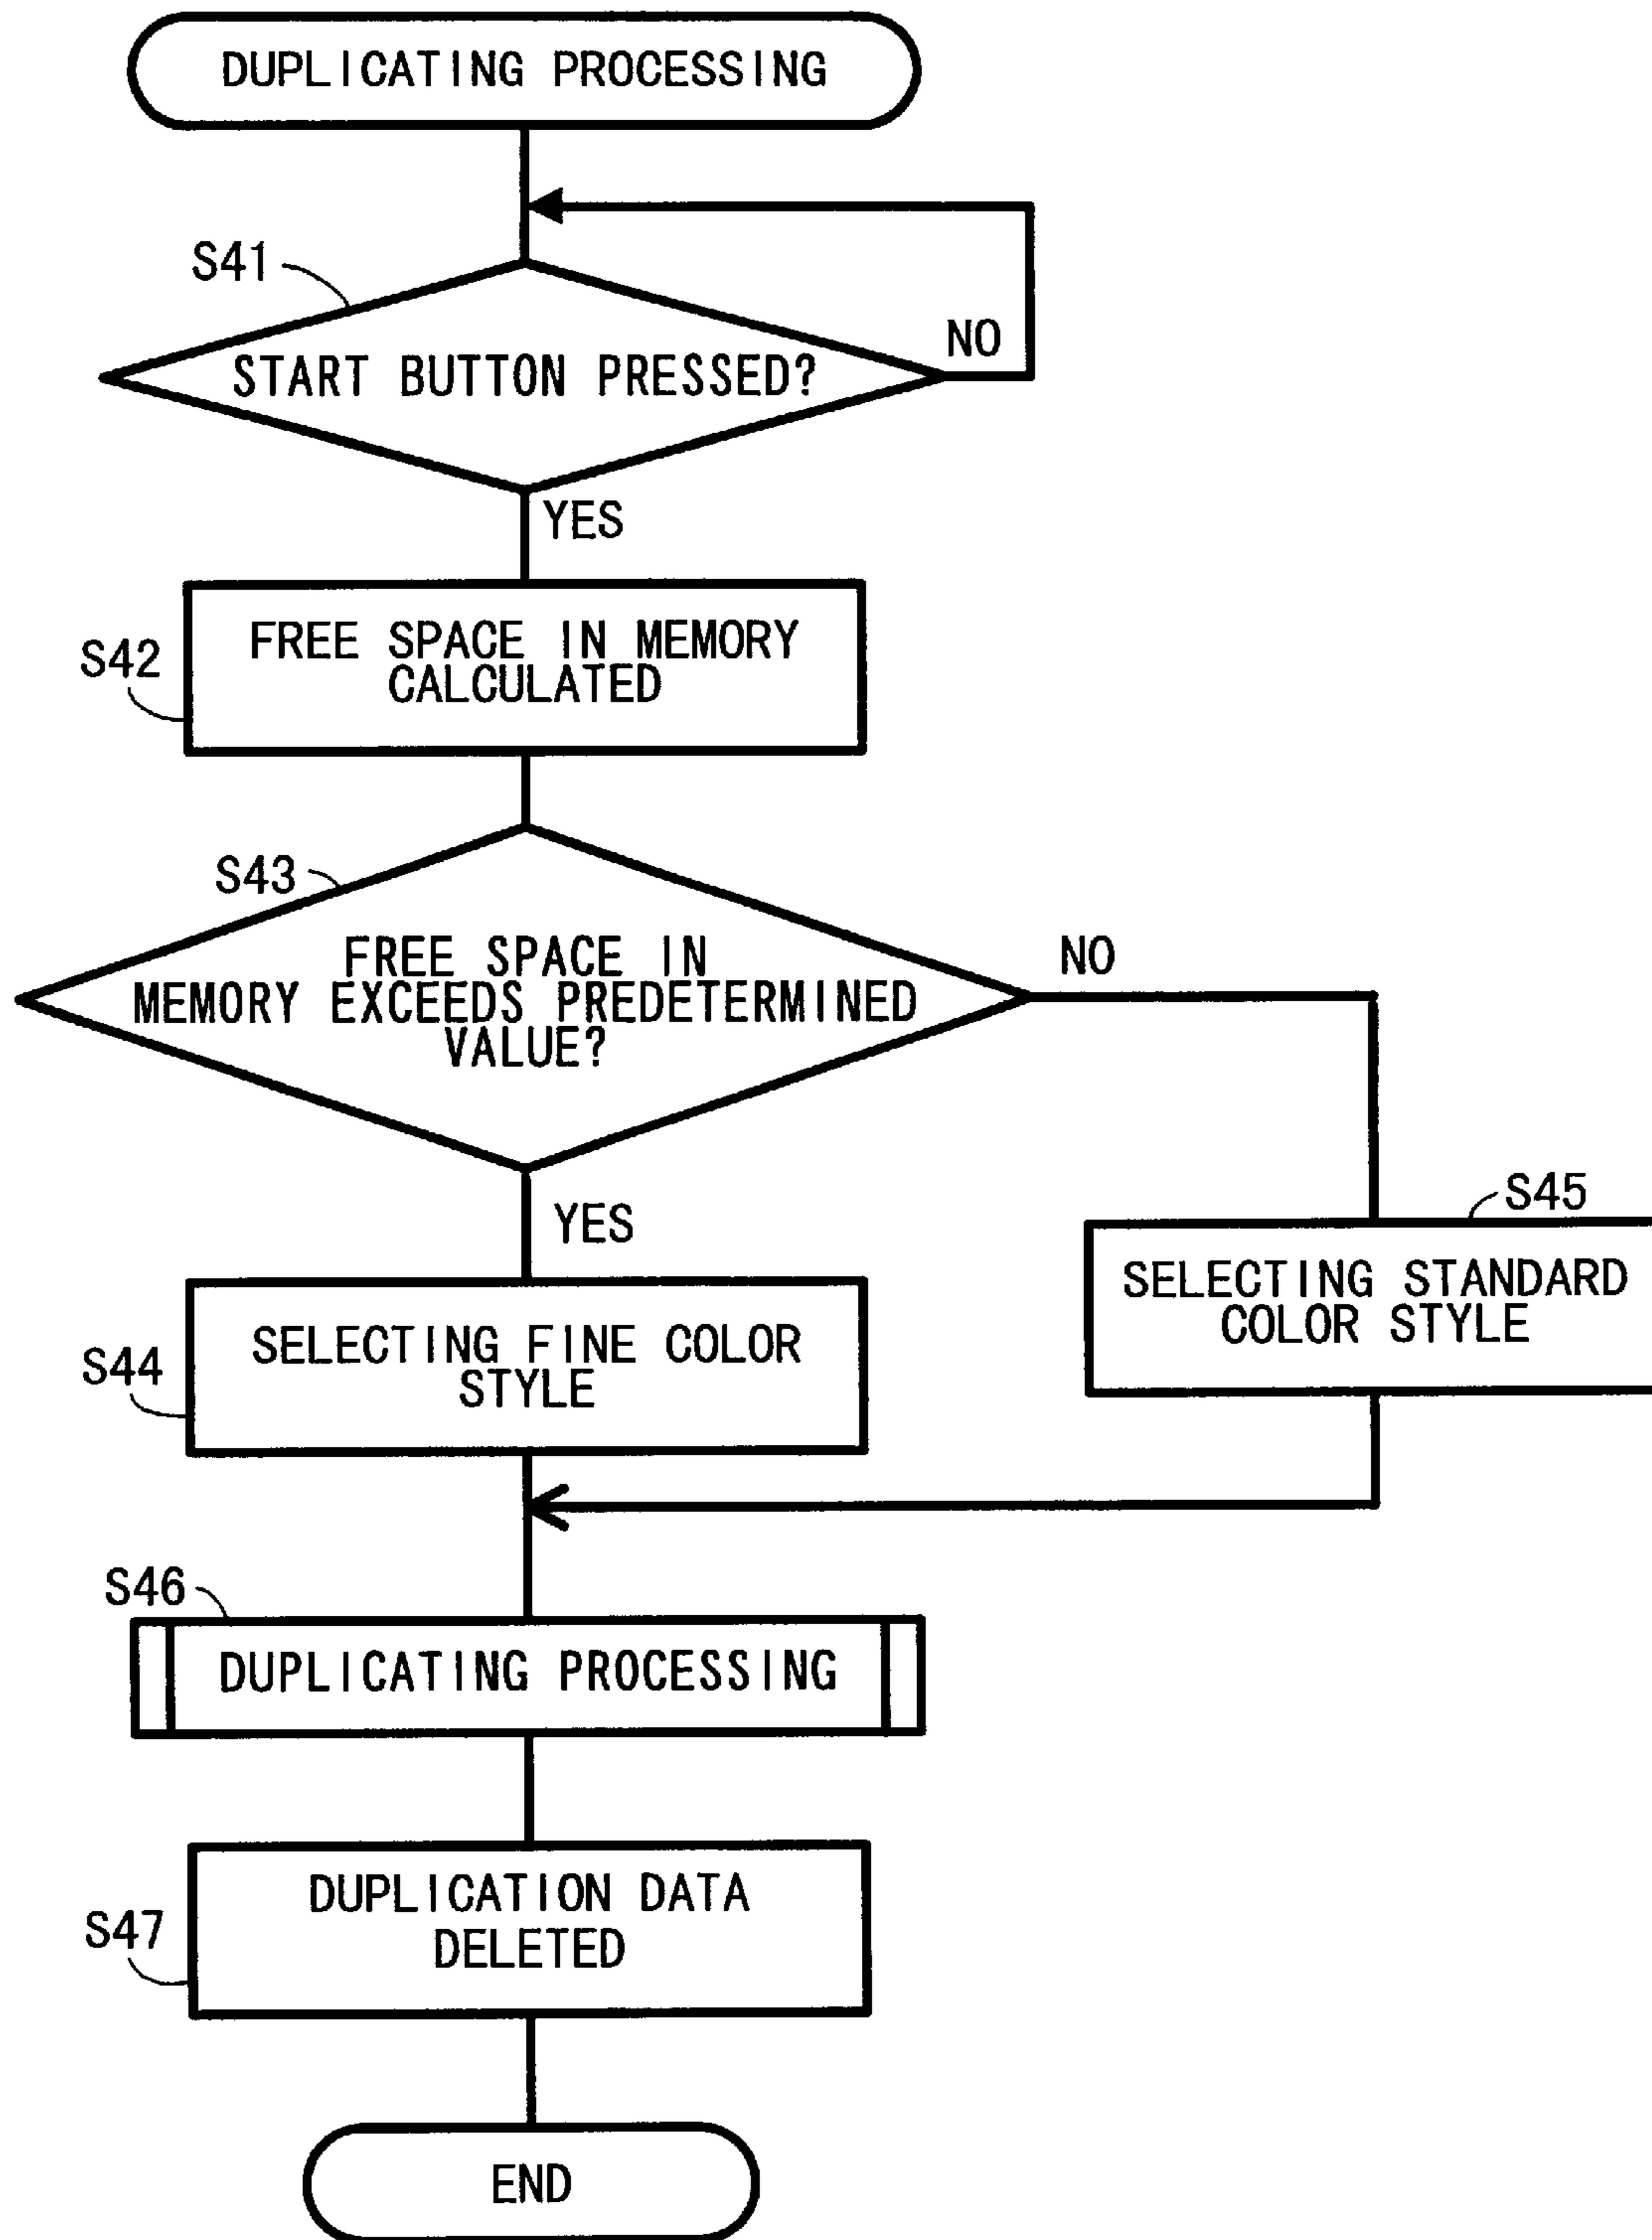 DUPLICATING PROCESSING
S41
START BUTTON PRESSED?
NO
YES
S42
FREE SPACE IN MEMORY
CALCULATED
S43
FREE SPACE IN
MEMORY EXCEEDS PREDETERMINED
VALUE?
NO
YES
S45
SELECTING STANDARD
COLOR STYLE
S44
SELECTING FINE COLOR
STYLE
S46
DUPLICATING PROCESSING
S47
DUPLICATION DATA
DELETED
END